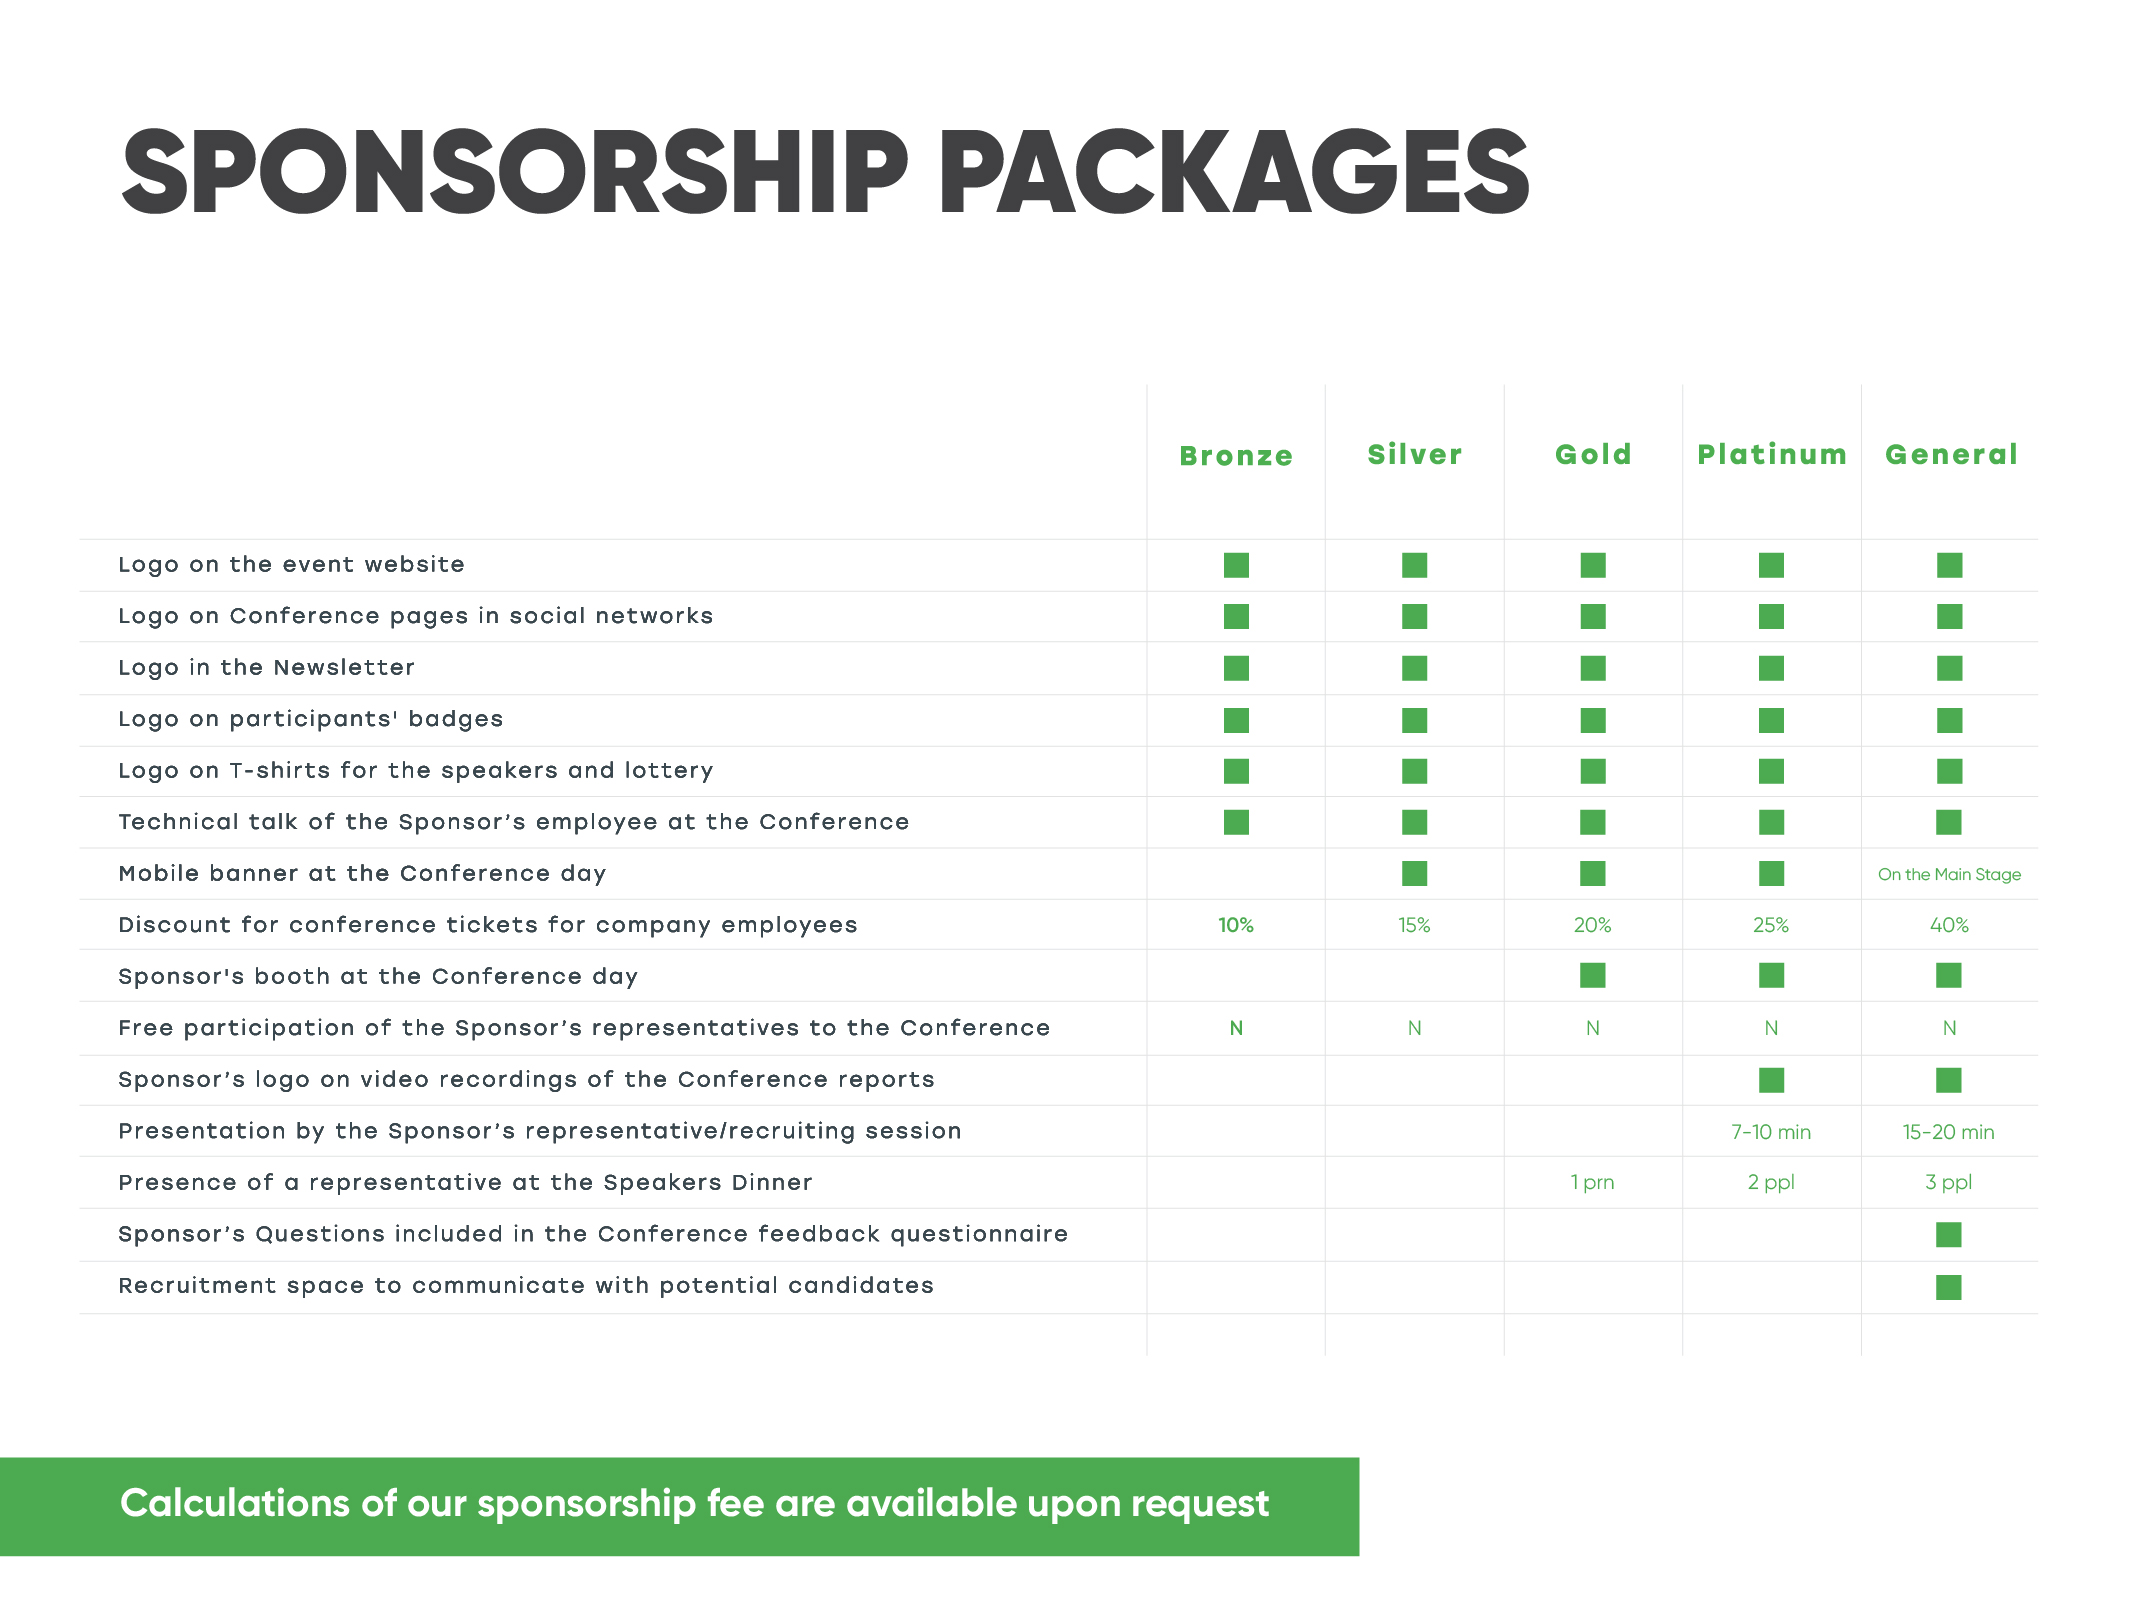 SPONSORSHIP PACKAGES
Bronze Silver Gold Platinum General
Logo on the event website
Logo on Conference pages in social networks
Logo in the Newsletter
Logo on participants' badges
Logo on T-shirts for the speakers and lottery
Technical talk of the Sponsor’s employee at the Conference
Mobile banner at the Conference day On the Main Stage
Discount for conference tickets for company employees 10% 15% 20% 25% 40%
Sponsor's booth at the Conference day
Free participation of the Sponsor’s representatives to the Conference N N N N N
Sponsor’s logo on video recordings of the Conference reports
Presentation by the Sponsor’s representative/recruiting session 7-10 min 15-20 min
Presence of a representative at the Speakers Dinner 1 prn 2 ppl 3 ppl
Sponsor’s Questions included in the Conference feedback questionnaire
Recruitment space to communicate with potential candidates
Calculations of our sponsorship fee are available upon request